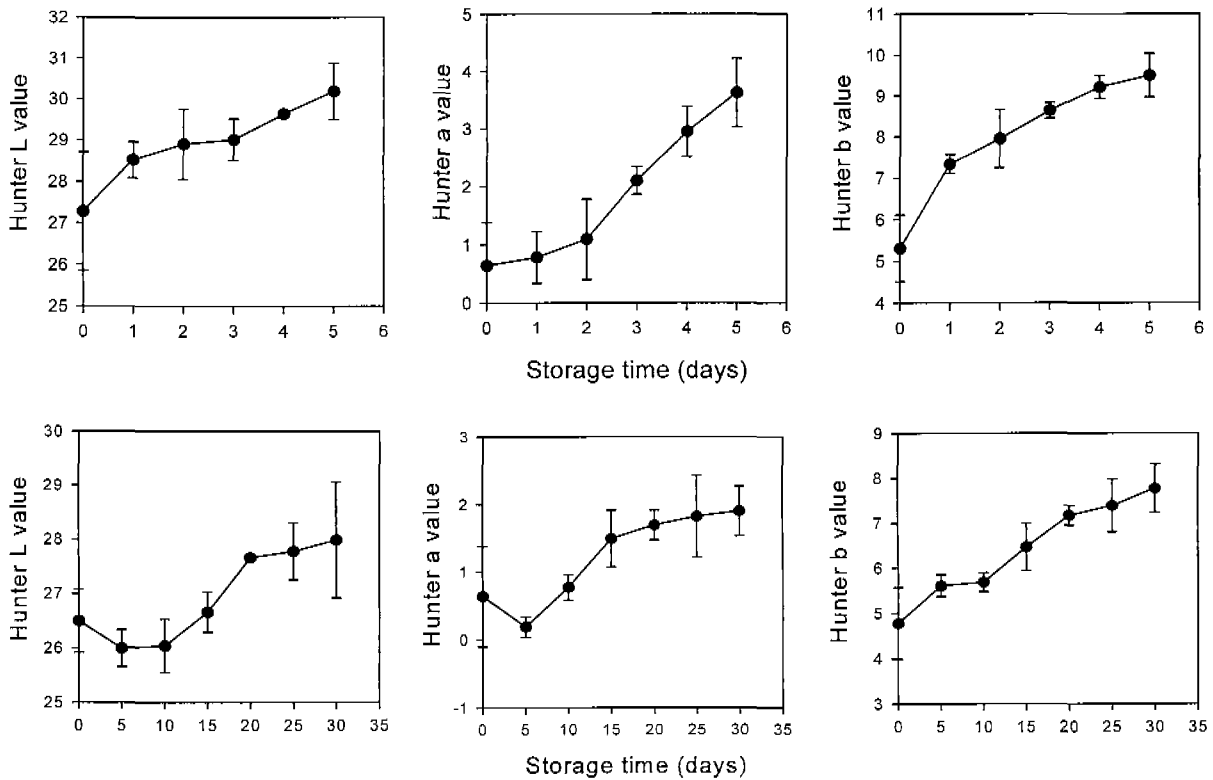 Hunter L value
32
31
30
29
28
27
26
25
0 1 2 3 4 5 6
Hunter a value
5
4
3
2
1
0
0 1 2 3 4 5 6
Hunter b value
11
10
9
8
7
6
5
4
0 1 2 3 4 5 6
Storage time (days)
Hunter L value
30
29
28
27
26
25
0 5 10 15 20 25 30 35
Hunter a value
3
2
1
0
-1
0 5 10 15 20 25 30 35
Hunter b value
9
8
7
6
5
4
3
0 5 10 15 20 25 30 35
Storage time (days)